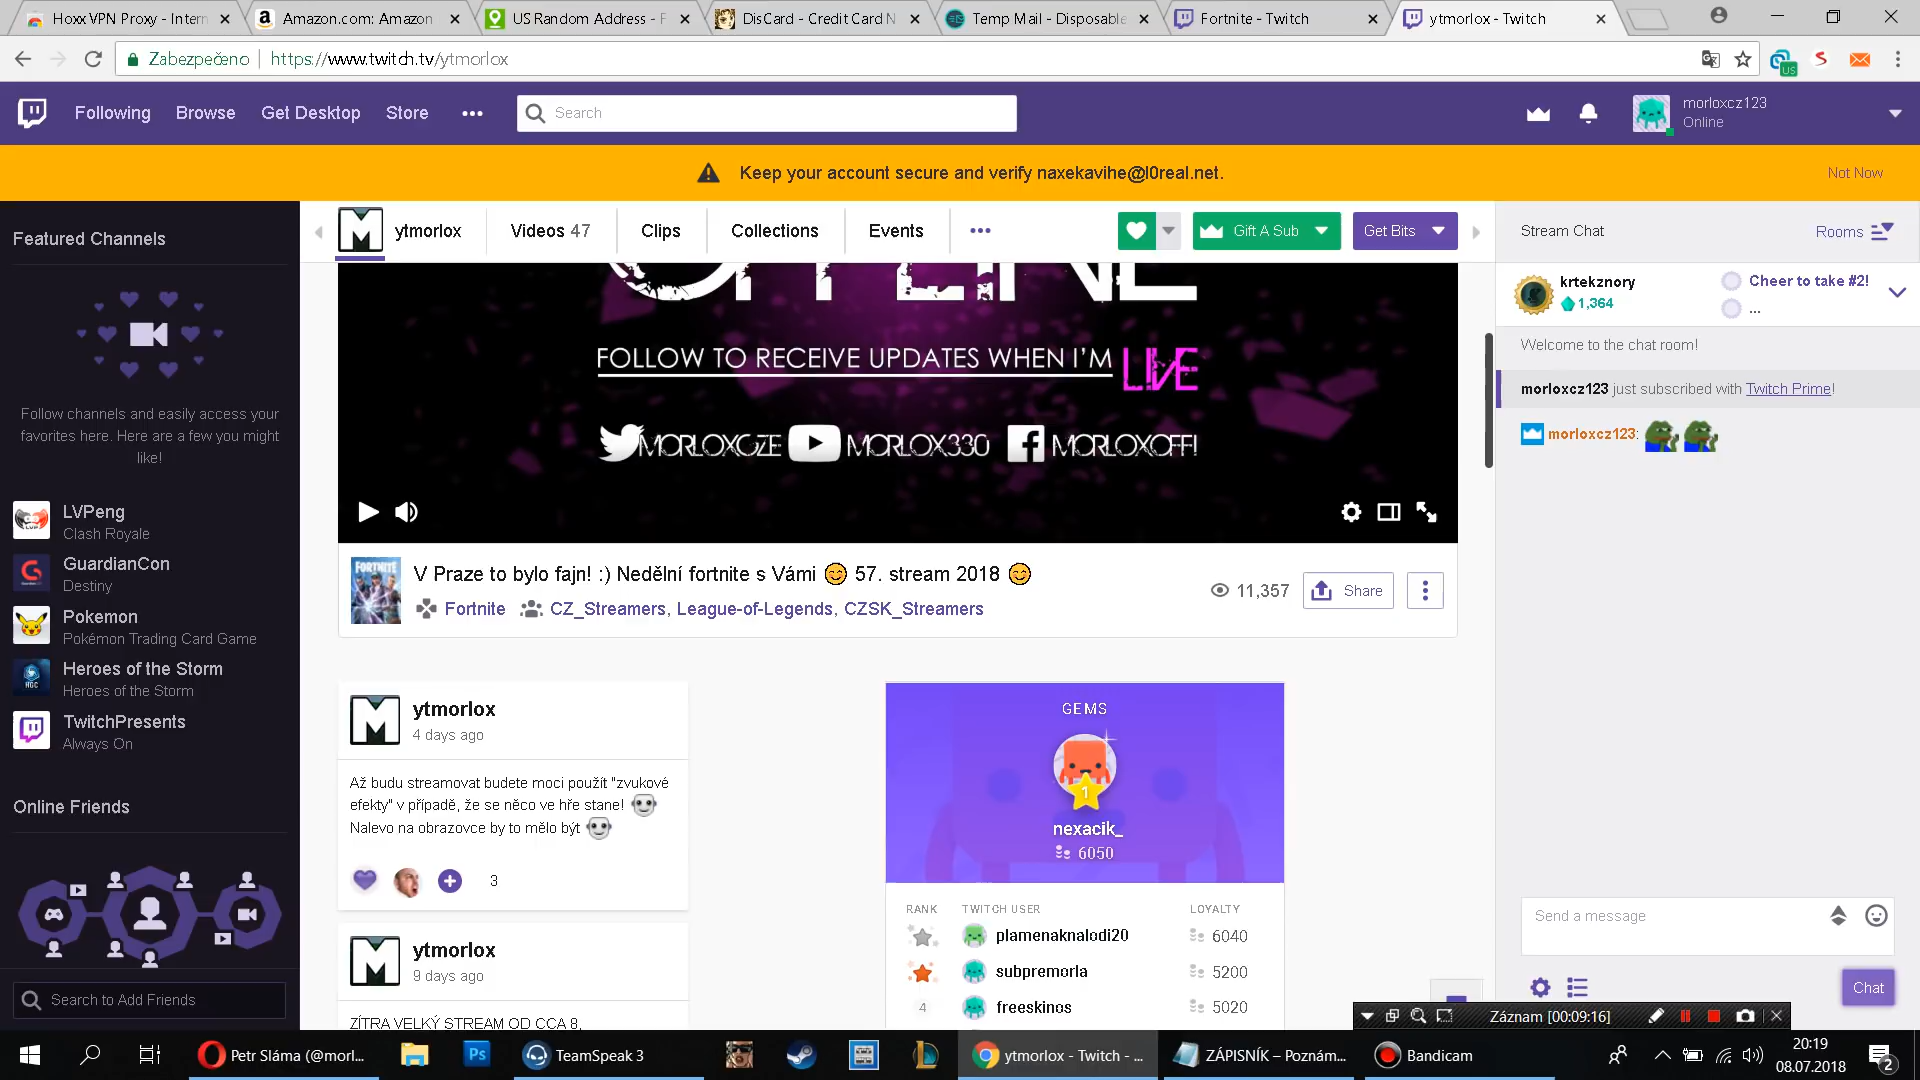 Hoxx VPN Proxy - Intern
Amazon.com: Amazon
US Random Address - F
DisCard - Credit Card N
Temp Mail - Disposable
Fortnite - Twitch
ytmorlox - Twitch
Zabezpečeno
https://www.twitch.tv/ytmorlox
US
Following
Browse
Get Desktop
Store
Search
morloxcz123
Online
Keep your account secure and verify naxekavihe@l0real.net.
Not Now
Featured Channels
Follow channels and easily access your
favorites here. Here are a few you might
like!
LVPeng
Clash Royale
GuardianCon
Destiny
Pokemon
Pokémon Trading Card Game
Heroes of the Storm
Heroes of the Storm
TwitchPresents
Always On
Online Friends
Search to Add Friends
ytmorlox
Videos 47
Clips
Collections
Events
Gift A Sub
Get Bits
OFFLINE
FOLLOW TO RECEIVE UPDATES WHEN I'M LIVE
MORLOXCZE
MORLOX330
MORLOXOFFI
FORTNITE
V Praze to bylo fajn! :) Nedělní fortnite s Vámi 😊 57. stream 2018 😊
Fortnite
CZ_Streamers, League-of-Legends, CZSK_Streamers
11,357
Share
ytmorlox
4 days ago
Až budu streamovat budete moci použít "zvukové
efekty" v případě, že se něco ve hře stane!
Nalevo na obrazovce by to mělo být
3
ytmorlox
9 days ago
ZÍTRA VELKÝ STREAM OD CCA 8,
GEMS
1
nexacik_
6050
RANK
TWITCH USER
LOYALTY
plamenaknalodi20
6040
subpremorla
5200
4
freeskinos
5020
Stream Chat
Rooms
krtekznory
1,364
Cheer to take #2!
...
Welcome to the chat room!
morloxcz123 just subscribed with Twitch Prime!
morloxcz123:
Send a message
Chat
Záznam [00:09:16]
Petr Sláma (@morl...
Ps
TeamSpeak 3
ytmorlox - Twitch - ...
ZÁPISNÍK – Poznám...
Bandicam
20:19
08.07.2018
2